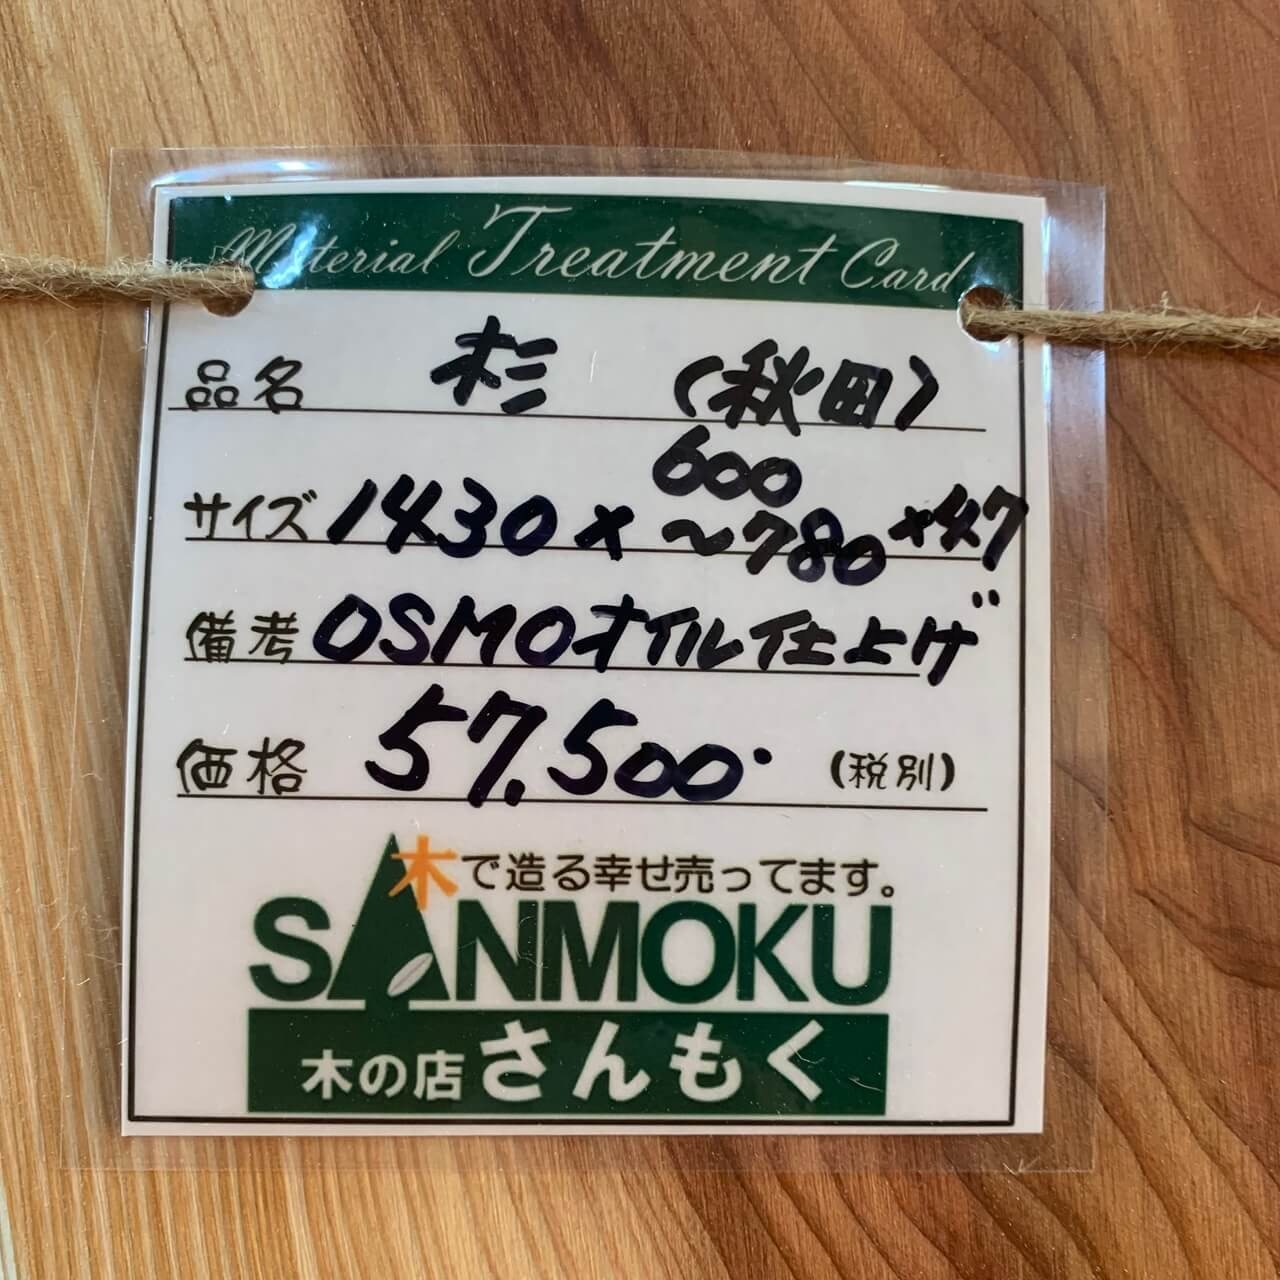 Material Treatment Card
品名 杉 (秋田)
サイズ 1430 x 600 ~780 x47
備考 OSMOオイル仕上げ
価格 57,500. (税別)
木で造る幸せ売ってます。
SANMOKU
木の店 さんもく